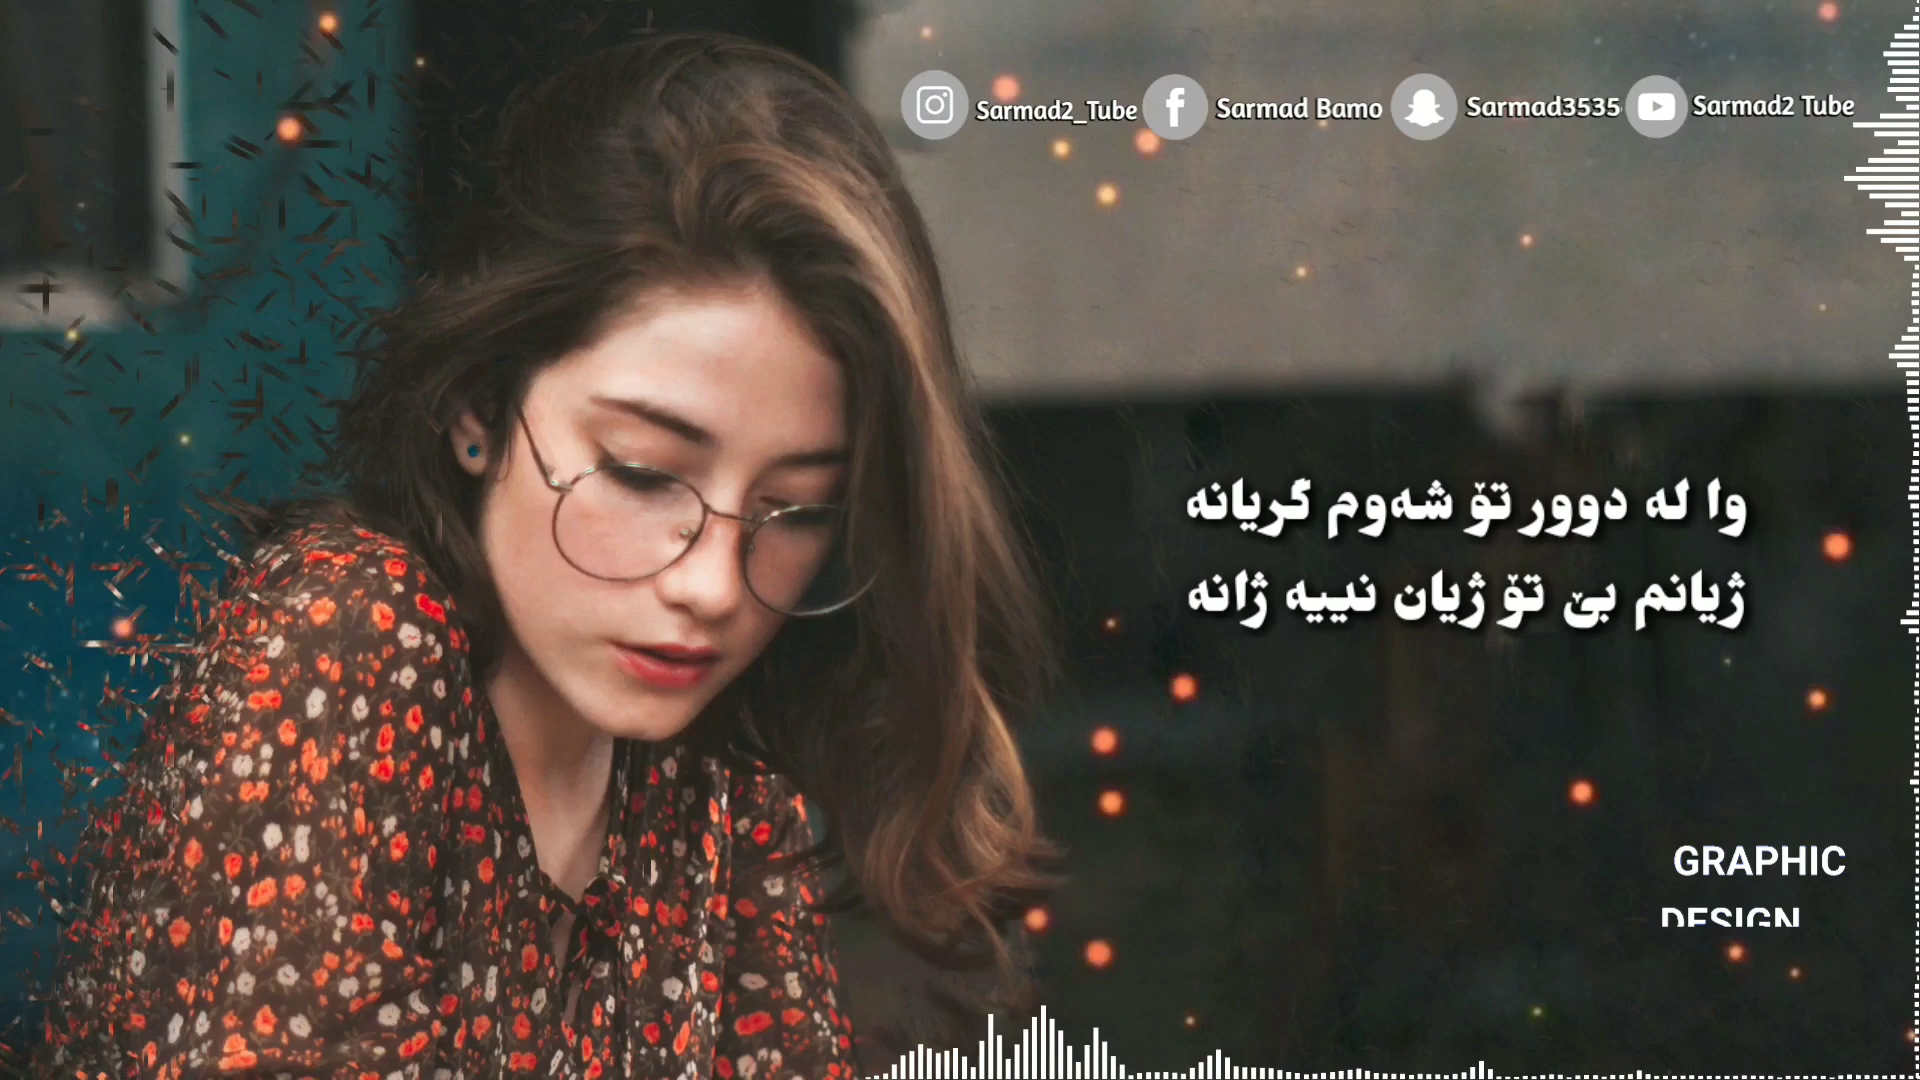 Sarmad2_Tube Sarmad Bamo Sarmad3535 Sarmad2 Tube
وا لە دوور تۆ شەوم گریانە
ژیانم بێ تۆ ژیان نییە ژانە
GRAPHIC
DESIGN